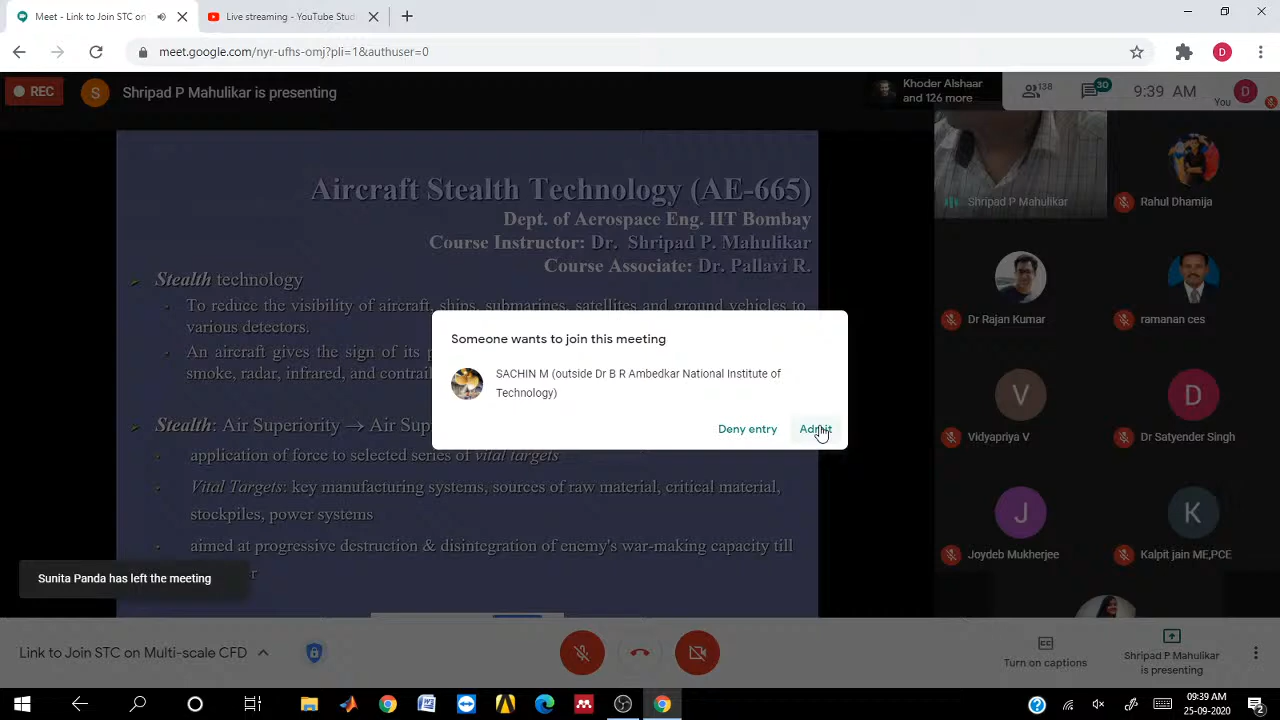 Meet - Link to Join STC on
Live streaming - YouTube Stud
meet.google.com/nyr-ufhs-omj?pli=1&authuser=0
D
REC
S
Shripad P Mahulikar is presenting
Khoder Alshaar
and 126 more
138
30
9:39 AM
You
D
Aircraft Stealth Technology (AE-665)
Dept. of Aerospace Eng. IIT Bombay
Course Instructor: Dr. Shripad P. Mahulikar
Course Associate: Dr. Pallavi R.
Stealth technology
To reduce the visibility of aircraft, ships, submarines, satellites and ground vehicles to
various detectors.
An aircraft gives the sign of its
smoke, radar, infrared, and contrail
Stealth: Air Superiority → Air Sup
application of force to selected series of vital targets
Vital Targets: key manufacturing systems, sources of raw material, critical material,
stockpiles, power systems
aimed at progressive destruction & disintegration of enemy's war-making capacity till
Someone wants to join this meeting
SACHIN M (outside Dr B R Ambedkar National Institute of
Technology)
Deny entry
Admit
Shripad P Mahulikar
Rahul Dhamija
Dr Rajan Kumar
ramanan ces
V
D
Vidyapriya V
Dr Satyender Singh
J
K
Joydeb Mukherjee
Kalpit jain ME,PCE
Sunita Panda has left the meeting
Link to Join STC on Multi-scale CFD
CC
Turn on captions
Shripad P Mahulikar
is presenting
09:39 AM
25-09-2020
2